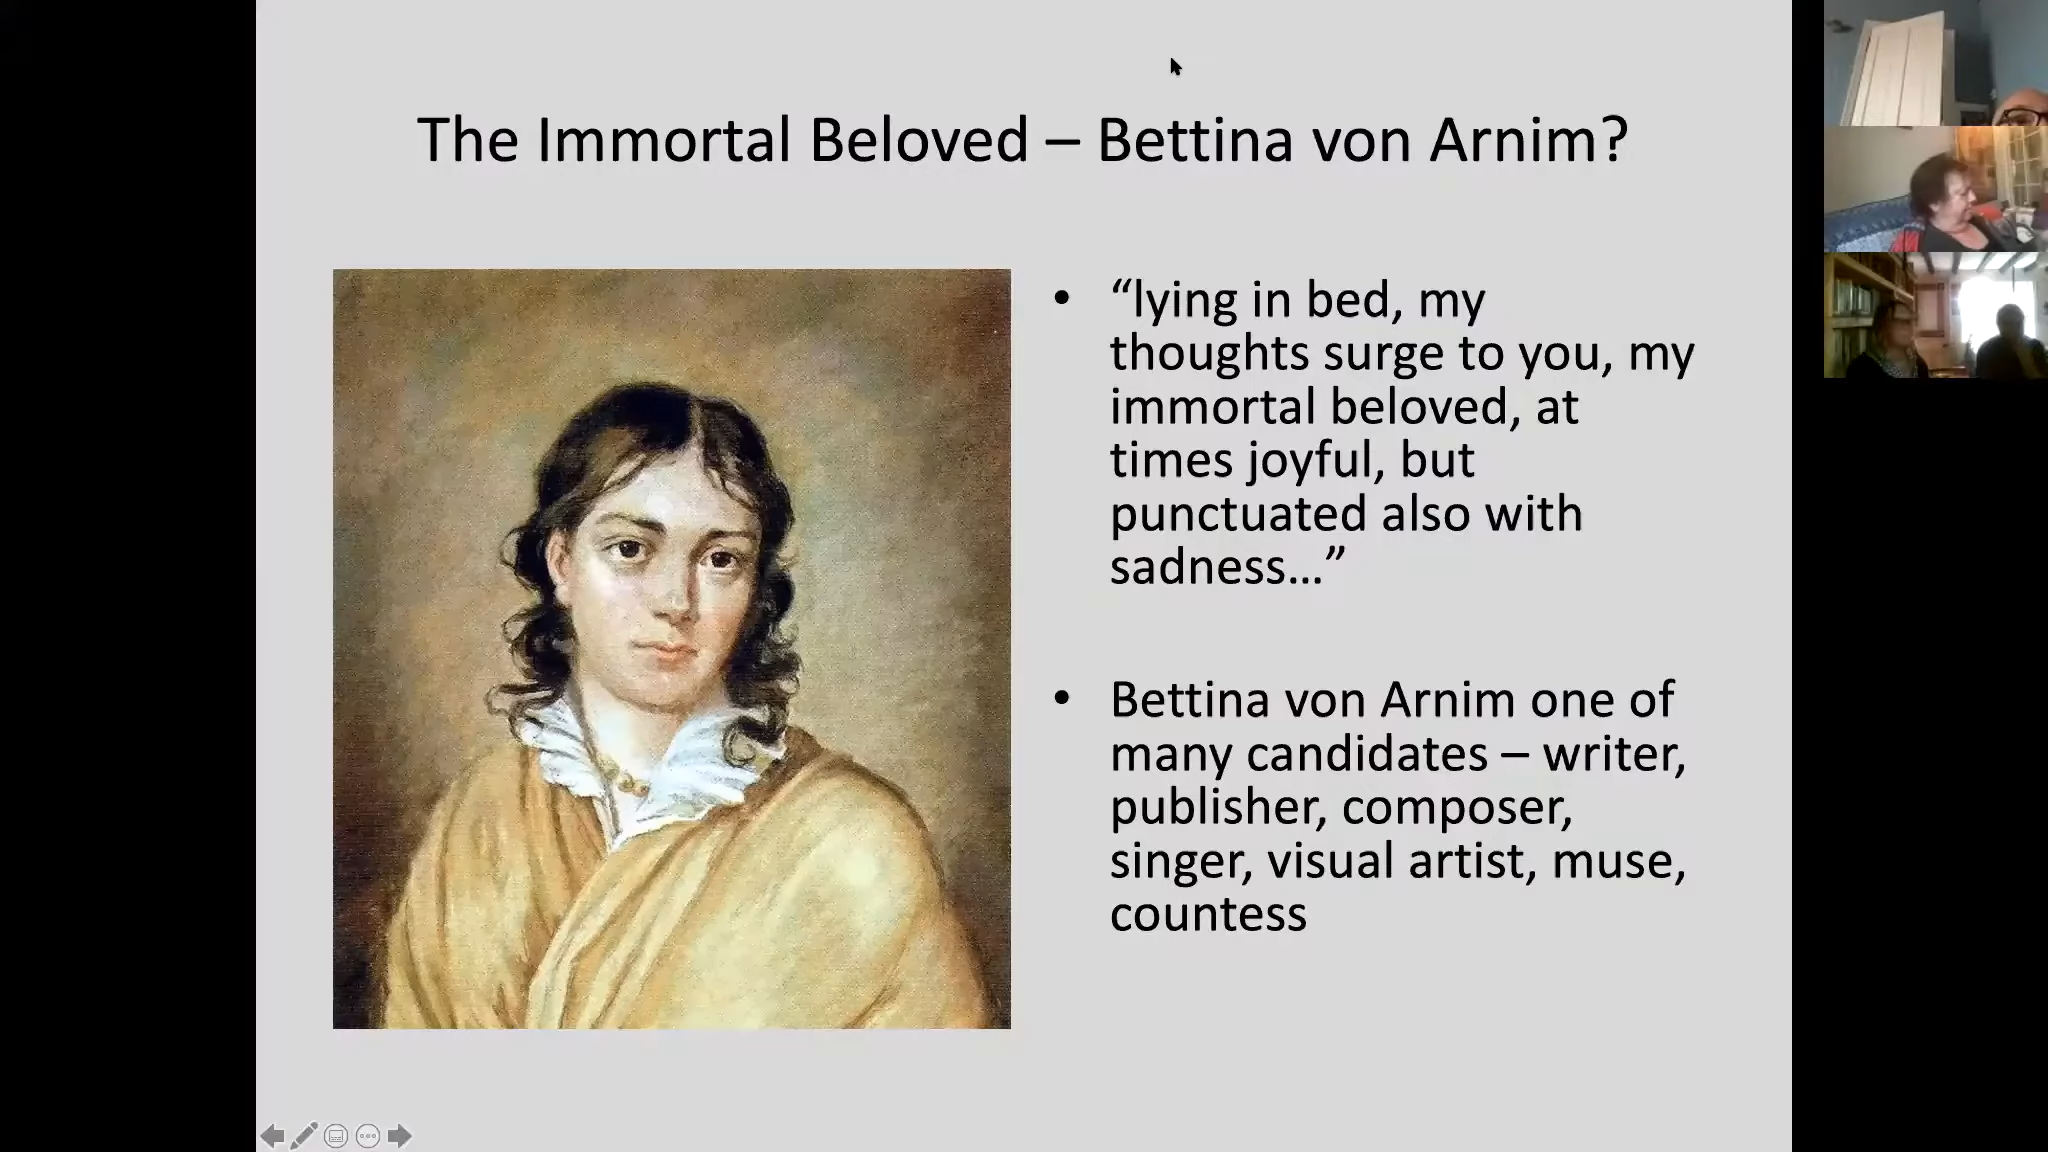 The Immortal Beloved – Bettina von Arnim?
• “lying in bed, my
thoughts surge to you, my
immortal beloved, at
times joyful, but
punctuated also with
sadness...”
• Bettina von Arnim one of
many candidates – writer,
publisher, composer,
singer, visual artist, muse,
countess